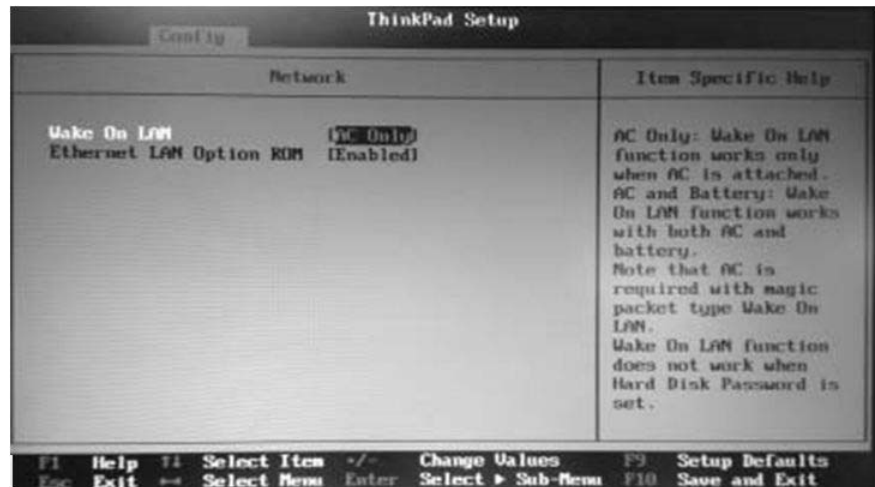 ThinkPad Setup
Config
Network
Item Specific Help
Wake On LAN [AC Only]
Ethernet LAN Option ROM [Enabled]
AC Only: Wake On LAN
function works only
when AC is attached.
AC and Battery: Wake
On LAN function works
with both AC and
battery.
Note that AC is
required with magic
packet type Wake On
LAN.
Wake On LAN function
does not work when
Hard Disk Password is
set.
F1 Help ↑↓ Select Item -/- Change Values F9 Setup Defaults
Esc Exit ↔ Select Menu Enter Select ▶ Sub-Menu F10 Save and Exit